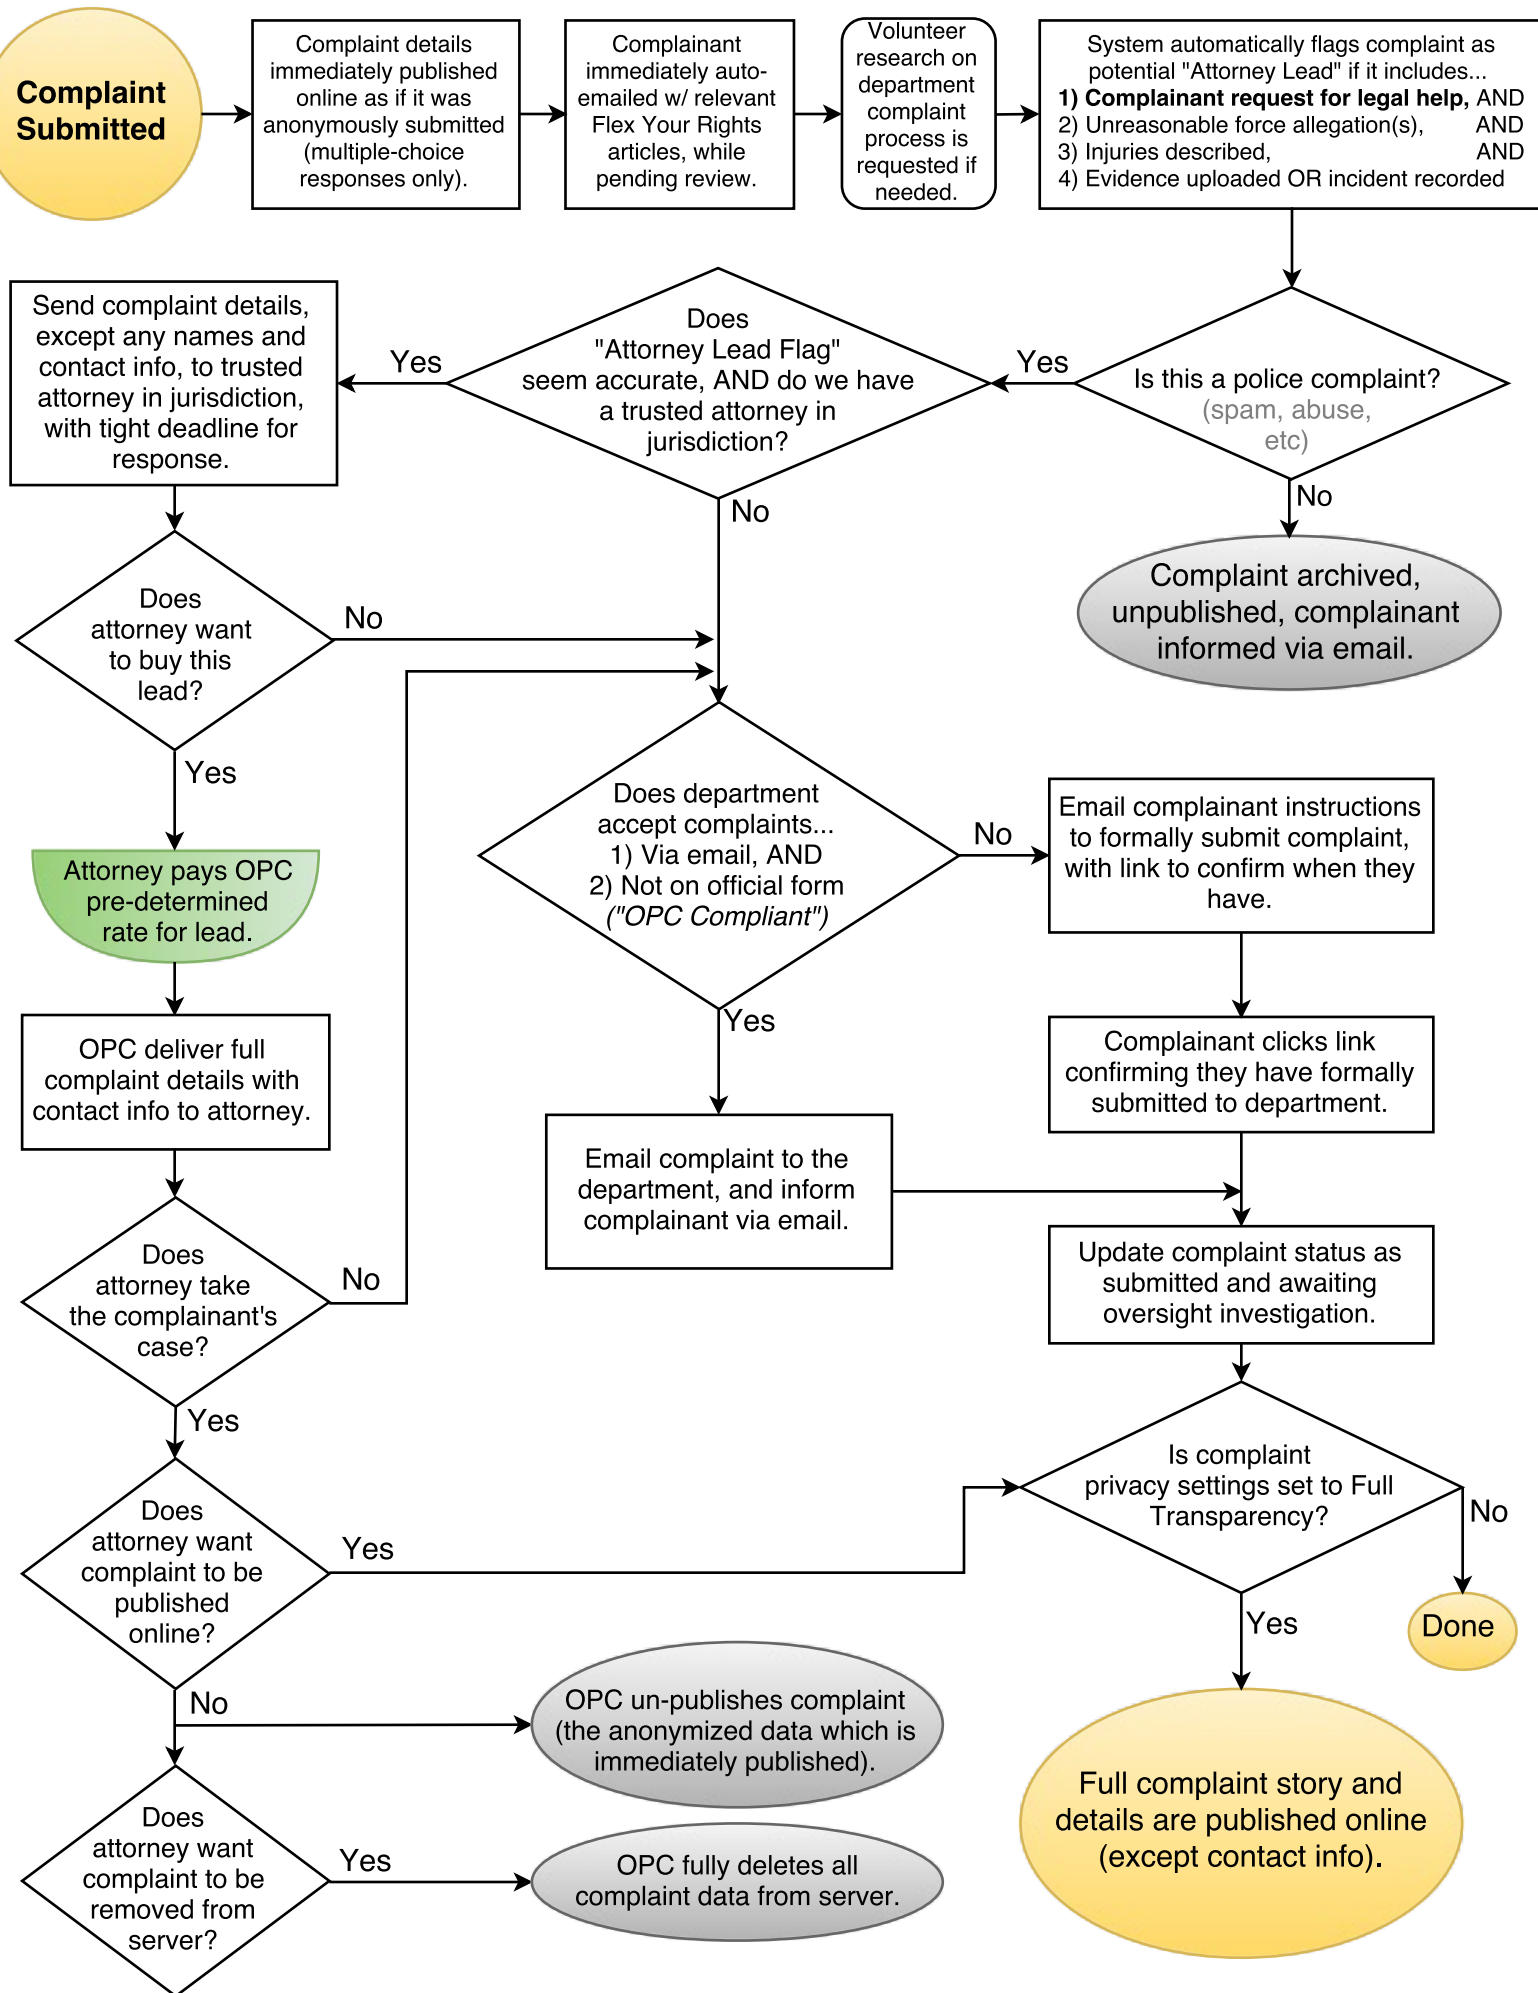 Complaint
Submitted
Complaint details
immediately published
online as if it was
anonymously submitted
(multiple-choice
responses only).
Complainant
immediately auto-
emailed w/ relevant
Flex Your Rights
articles, while
pending review.
Volunteer
research on
department
complaint
process is
requested if
needed.
System automatically flags complaint as
potential "Attorney Lead" if it includes...
1) Complainant request for legal help, AND
2) Unreasonable force allegation(s), AND
3) Injuries described, AND
4) Evidence uploaded OR incident recorded
Send complaint details,
except any names and
contact info, to trusted
attorney in jurisdiction,
with tight deadline for
response.
Yes
Does
"Attorney Lead Flag"
seem accurate, AND do we have
a trusted attorney in
jurisdiction?
Yes
Is this a police complaint?
(spam, abuse,
etc)
No
No
Complaint archived,
unpublished, complainant
informed via email.
Does
attorney want
to buy this
lead?
No
Yes
Does department
accept complaints...
1) Via email, AND
2) Not on official form
("OPC Compliant")
No
Email complainant instructions
to formally submit complaint,
with link to confirm when they
have.
Attorney pays OPC
pre-determined
rate for lead.
Yes
OPC deliver full
complaint details with
contact info to attorney.
Complainant clicks link
confirming they have formally
submitted to department.
Email complaint to the
department, and inform
complainant via email.
Does
attorney take
the complainant's
case?
No
Update complaint status as
submitted and awaiting
oversight investigation.
Yes
Is complaint
privacy settings set to Full
Transparency?
No
Does
attorney want
complaint to be
published
online?
Yes
Yes
Done
No
OPC un-publishes complaint
(the anonymized data which is
immediately published).
Full complaint story and
details are published online
(except contact info).
Does
attorney want
complaint to be
removed from
server?
Yes
OPC fully deletes all
complaint data from server.